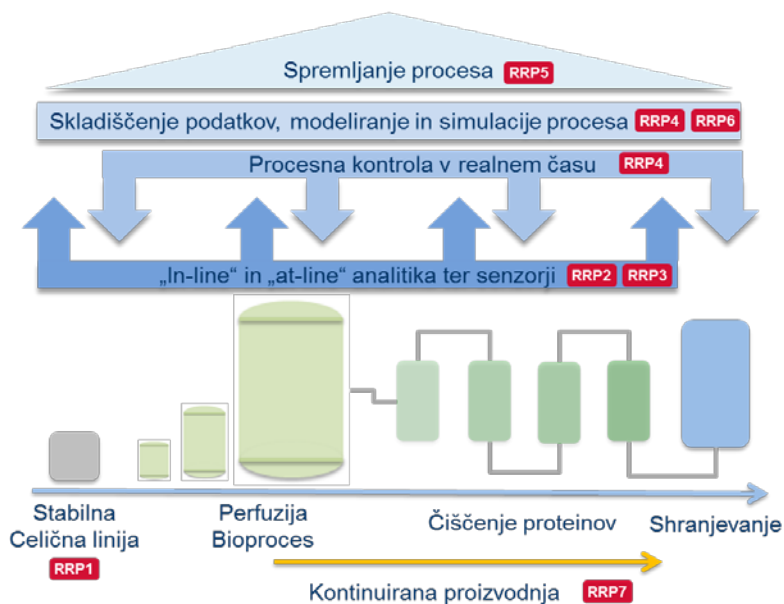 Spremljanje procesa RRP5
Skladiščenje podatkov, modeliranje in simulacije procesa RRP4 RRP6
Procesna kontrola v realnem času RRP4
„In-line“ in „at-line“ analitika ter senzorji RRP2 RRP3
Stabilna
Celična linija
RRP1
Perfuzija
Bioproces
Čiščenje proteinov
Shranjevanje
Kontinuirana proizvodnja RRP7